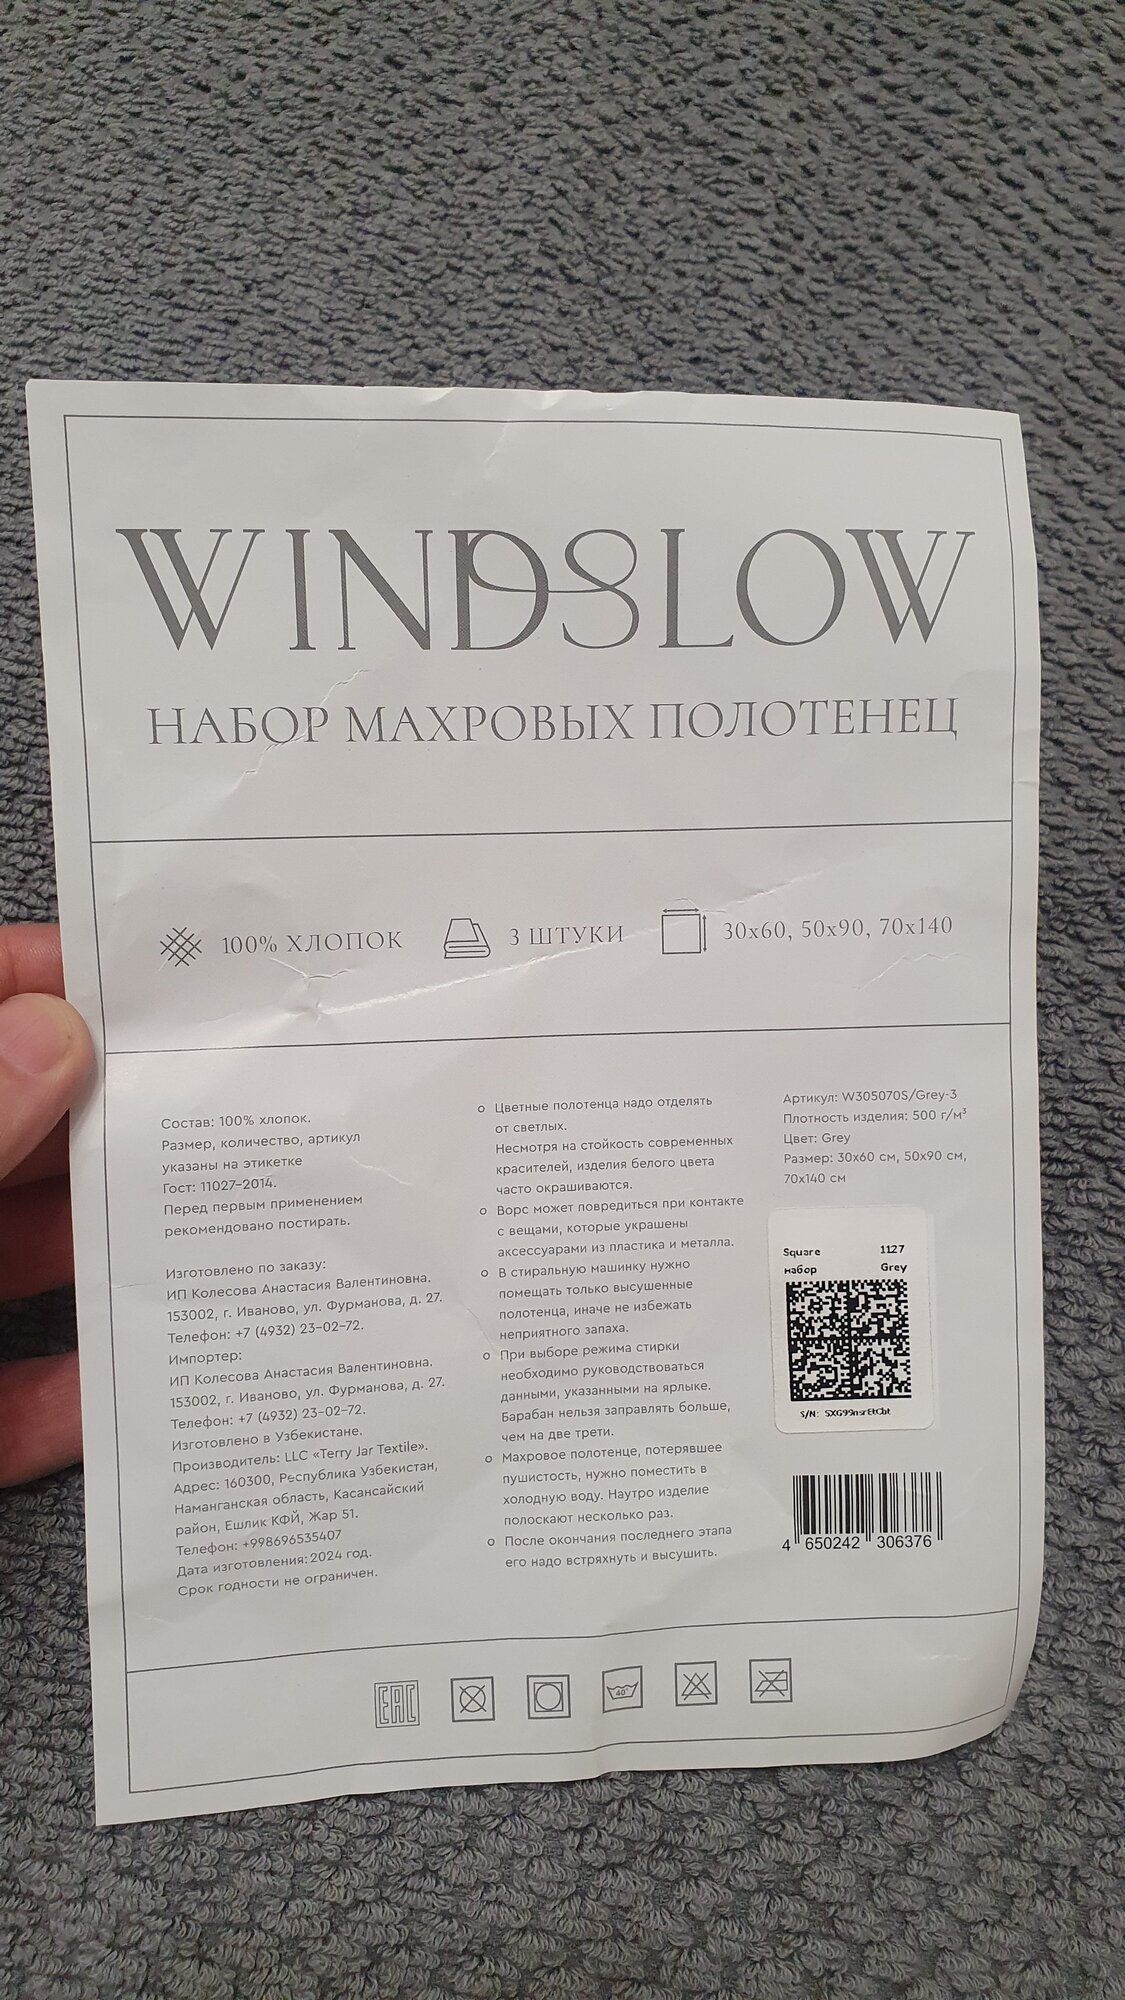 WINDSLOW
НАБОР МАХРОВЫХ ПОЛОТЕНЕЦ
100% ХЛОПОК
3 ШТУКИ
30х60, 50х90, 70х140
Состав: 100% хлопок.
Размер, количество, артикул
указаны на этикетке
Гост: 11027-2014.
Перед первым применением
рекомендовано постирать.
Изготовлено по заказу:
ИП Колесова Анастасия Валентиновна.
153002, г. Иваново, ул. Фурманова, д. 27.
Телефон: +7 (4932) 23-02-72.
Импортер:
ИП Колесова Анастасия Валентиновна.
153002, г. Иваново, ул. Фурманова, д. 27.
Телефон: +7 (4932) 23-02-72.
Изготовлено в Узбекистане.
Производитель: LLC «Terry Jar Textile».
Адрес: 160300, Республика Узбекистан,
Наманганская область, Касансайский
район, Ешлик КФЙ, Жар 51.
Телефон: +998696535407
Дата изготовления: 2024 год.
Срок годности не ограничен.
Цветные полотенца надо отделять
от светлых.
Несмотря на стойкость современных
красителей, изделия белого цвета
часто окрашиваются.
Ворс может повредиться при контакте
с вещами, которые украшены
аксессуарами из пластика и металла.
В стиральную машинку нужно
помещать только высушенные
полотенца, иначе не избежать
неприятного запаха.
При выборе режима стирки
необходимо руководствоваться
данными, указанными на ярлыке.
Барабан нельзя заправлять больше,
чем на две трети.
Махровое полотенце, потерявшее
пушистость, нужно поместить в
холодную воду. Наутро изделие
полоскают несколько раз.
После окончания последнего этапа
его надо встряхнуть и высушить.
Артикул: W305070S/Grey-3
Плотность изделия: 500 г/м³
Цвет: Grey
Размер: 30х60 см, 50х90 см,
70х140 см
Square 1127
набор Grey
S/N: 5XG99nsrEtCbt
4 650242 306376
EAC
40°